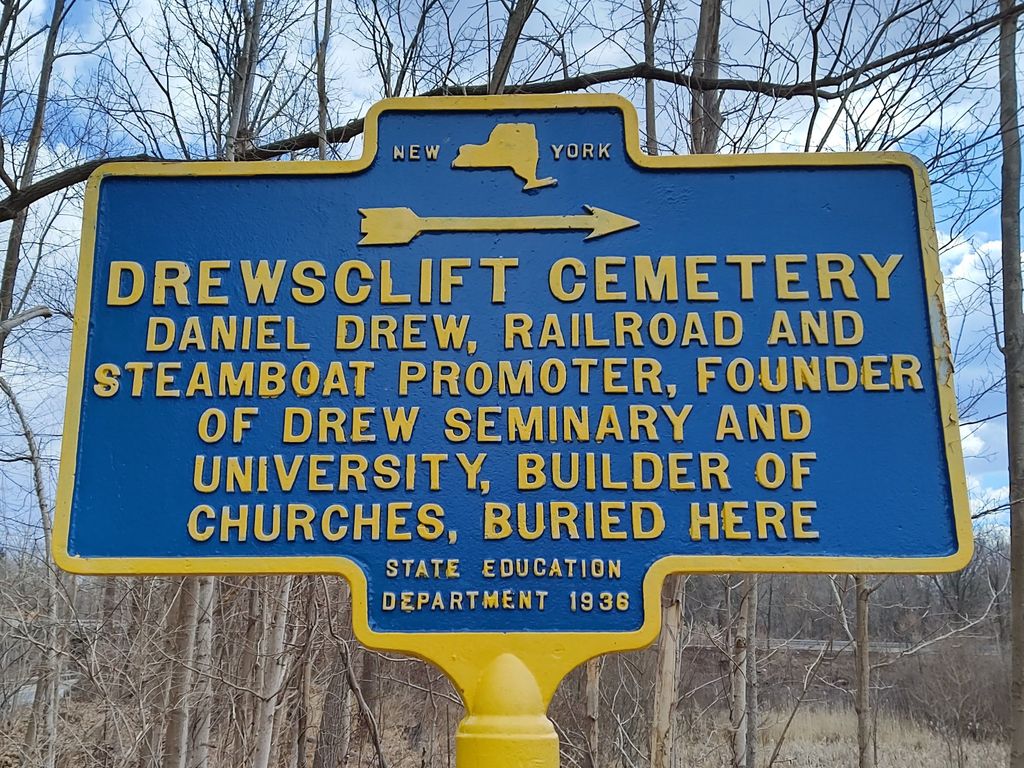 NEW YORK
DREWSCLIFT CEMETERY
DANIEL DREW, RAILROAD AND
STEAMBOAT PROMOTER, FOUNDER
OF DREW SEMINARY AND
UNIVERSITY, BUILDER OF
CHURCHES, BURIED HERE
STATE EDUCATION
DEPARTMENT 1936